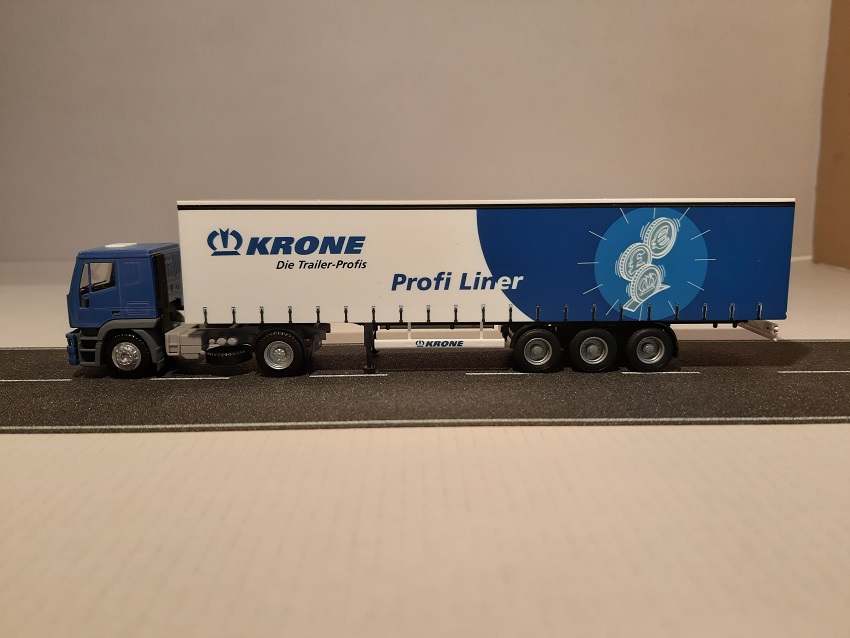 KRONE
Die Trailer-Profis
Profi Liner
KRONE